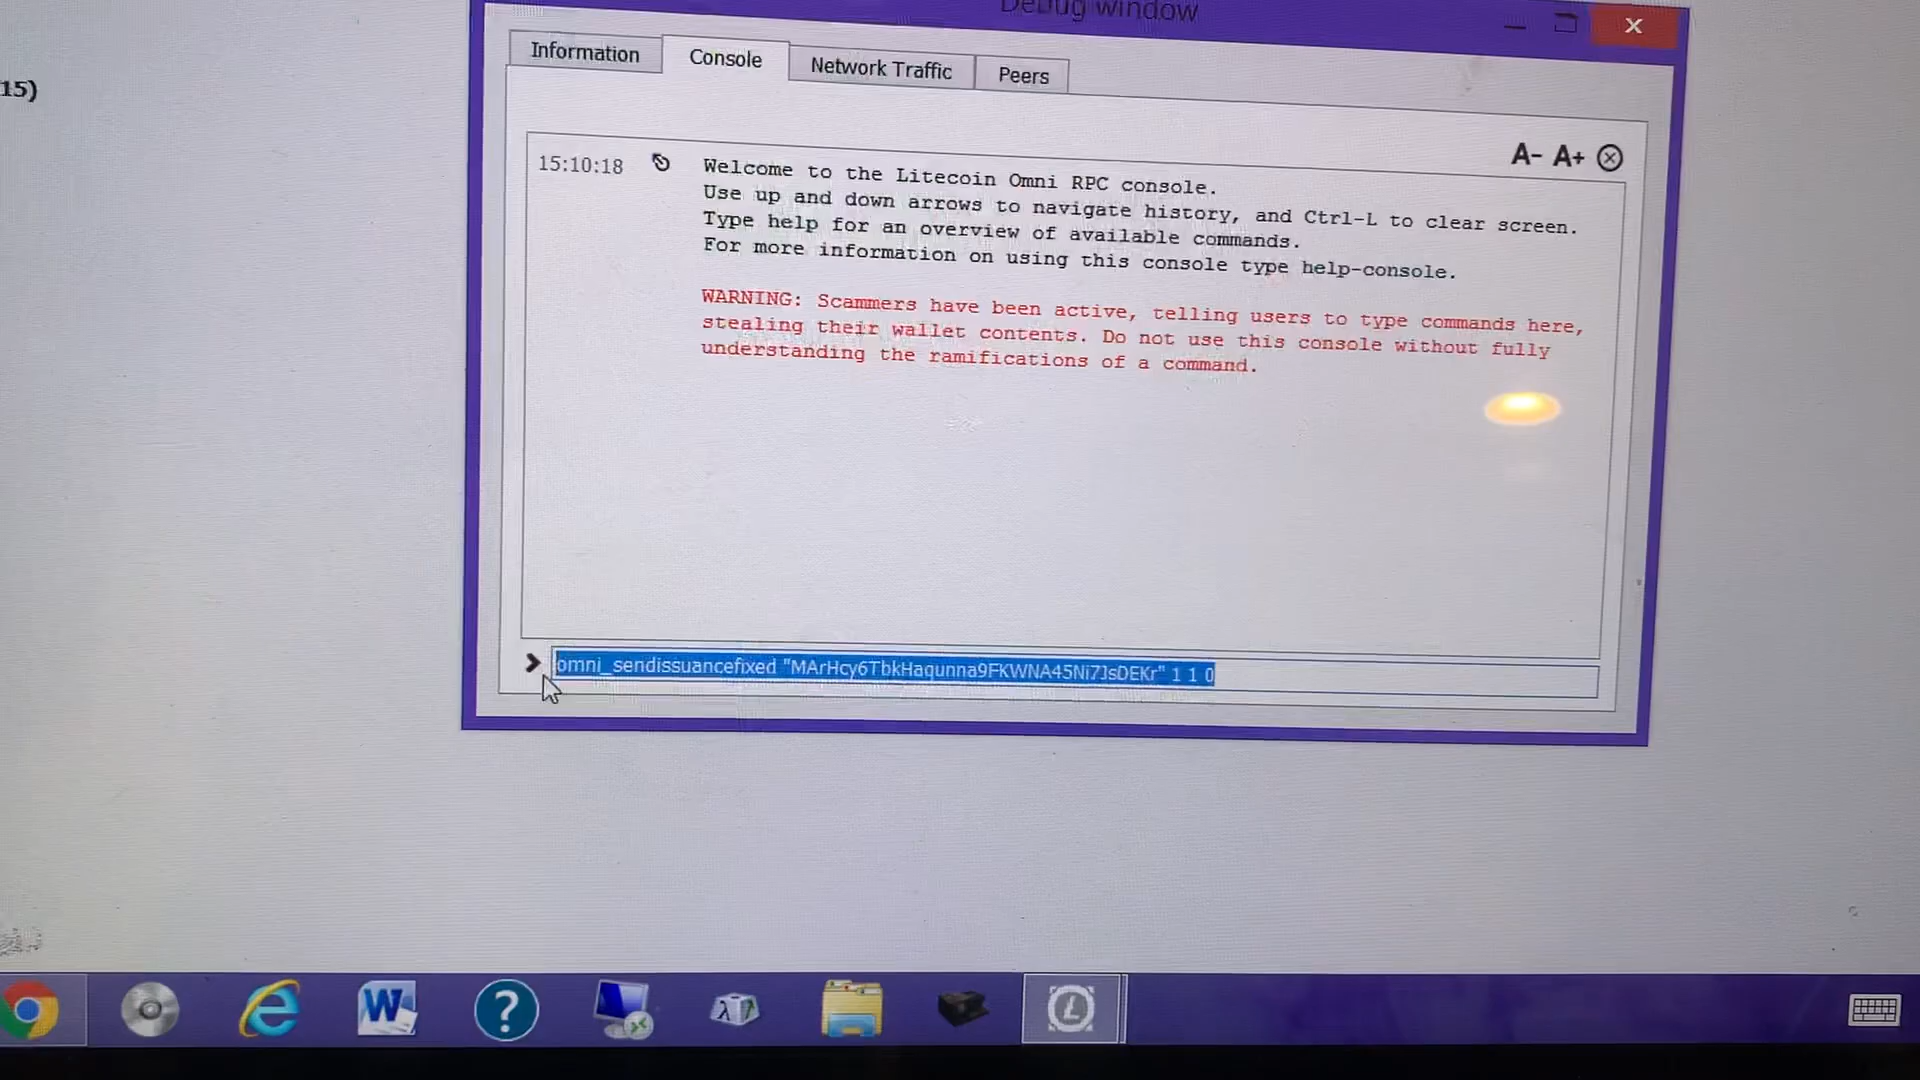 Debug window
Information
Console
Network Traffic
Peers
15)
A- A+
15:10:18
Welcome to the Litecoin Omni RPC console.
Use up and down arrows to navigate history, and Ctrl-L to clear screen.
Type help for an overview of available commands.
For more information on using this console type help-console.
WARNING: Scammers have been active, telling users to type commands here,
stealing their wallet contents. Do not use this console without fully
understanding the ramifications of a command.
omni_sendissuancefixed "MArHcy6TbkHaqunna9FKWNA45Ni7JsDEKr" 1 1 0